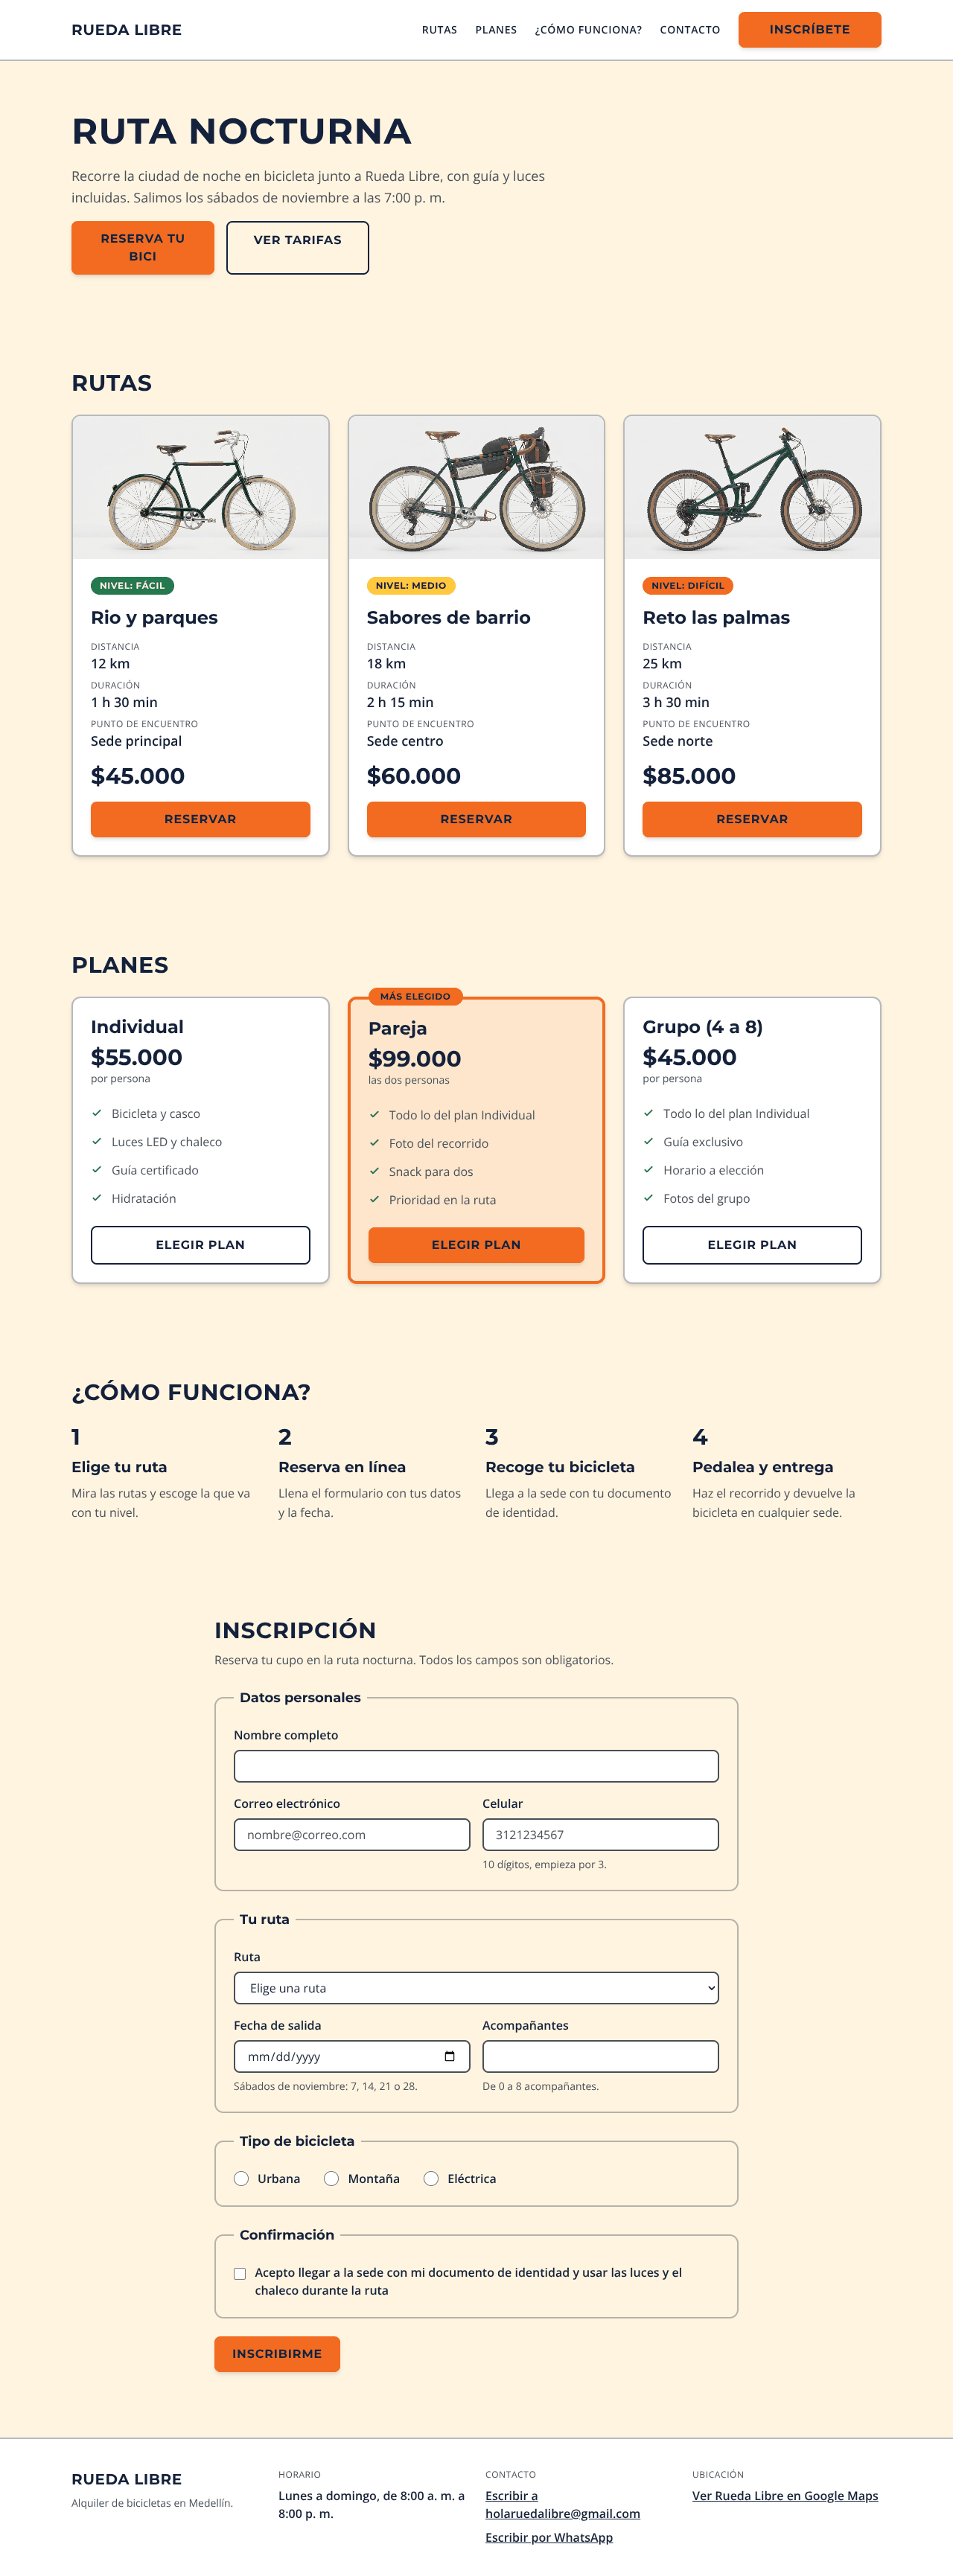 RUEDA LIBRE
RUTAS
PLANES
¿CÓMO FUNCIONA?
CONTACTO
INSCRÍBETE
RUTA NOCTURNA
Recorre la ciudad de noche en bicicleta junto a Rueda Libre, con guía y luces
incluidas. Salimos los sábados de noviembre a las 7:00 p. m.
RESERVA TU
BICI
VER TARIFAS
RUTAS
NIVEL: FÁCIL
Rio y parques
DISTANCIA
12 km
DURACIÓN
1 h 30 min
PUNTO DE ENCUENTRO
Sede principal
$45.000
RESERVAR
NIVEL: MEDIO
Sabores de barrio
DISTANCIA
18 km
DURACIÓN
2 h 15 min
PUNTO DE ENCUENTRO
Sede centro
$60.000
RESERVAR
NIVEL: DIFÍCIL
Reto las palmas
DISTANCIA
25 km
DURACIÓN
3 h 30 min
PUNTO DE ENCUENTRO
Sede norte
$85.000
RESERVAR
PLANES
Individual
$55.000
por persona
Bicicleta y casco
Luces LED y chaleco
Guía certificado
Hidratación
ELEGIR PLAN
MÁS ELEGIDO
Pareja
$99.000
las dos personas
Todo lo del plan Individual
Foto del recorrido
Snack para dos
Prioridad en la ruta
ELEGIR PLAN
Grupo (4 a 8)
$45.000
por persona
Todo lo del plan Individual
Guía exclusivo
Horario a elección
Fotos del grupo
ELEGIR PLAN
¿CÓMO FUNCIONA?
1
Elige tu ruta
Mira las rutas y escoge la que va
con tu nivel.
2
Reserva en línea
Llena el formulario con tus datos
y la fecha.
3
Recoge tu bicicleta
Llega a la sede con tu documento
de identidad.
4
Pedalea y entrega
Haz el recorrido y devuelve la
bicicleta en cualquier sede.
INSCRIPCIÓN
Reserva tu cupo en la ruta nocturna. Todos los campos son obligatorios.
Datos personales
Nombre completo
Correo electrónico
nombre@correo.com
Celular
3121234567
10 dígitos, empieza por 3.
Tu ruta
Ruta
Elige una ruta
Fecha de salida
mm/dd/yyyy
Sábados de noviembre: 7, 14, 21 o 28.
Acompañantes
De 0 a 8 acompañantes.
Tipo de bicicleta
Urbana
Montaña
Eléctrica
Confirmación
Acepto llegar a la sede con mi documento de identidad y usar las luces y el
chaleco durante la ruta
INSCRIBIRME
RUEDA LIBRE
Alquiler de bicicletas en Medellín.
HORARIO
Lunes a domingo, de 8:00 a. m. a
8:00 p. m.
CONTACTO
Escribir a
holaruedalibre@gmail.com
Escribir por WhatsApp
UBICACIÓN
Ver Rueda Libre en Google Maps